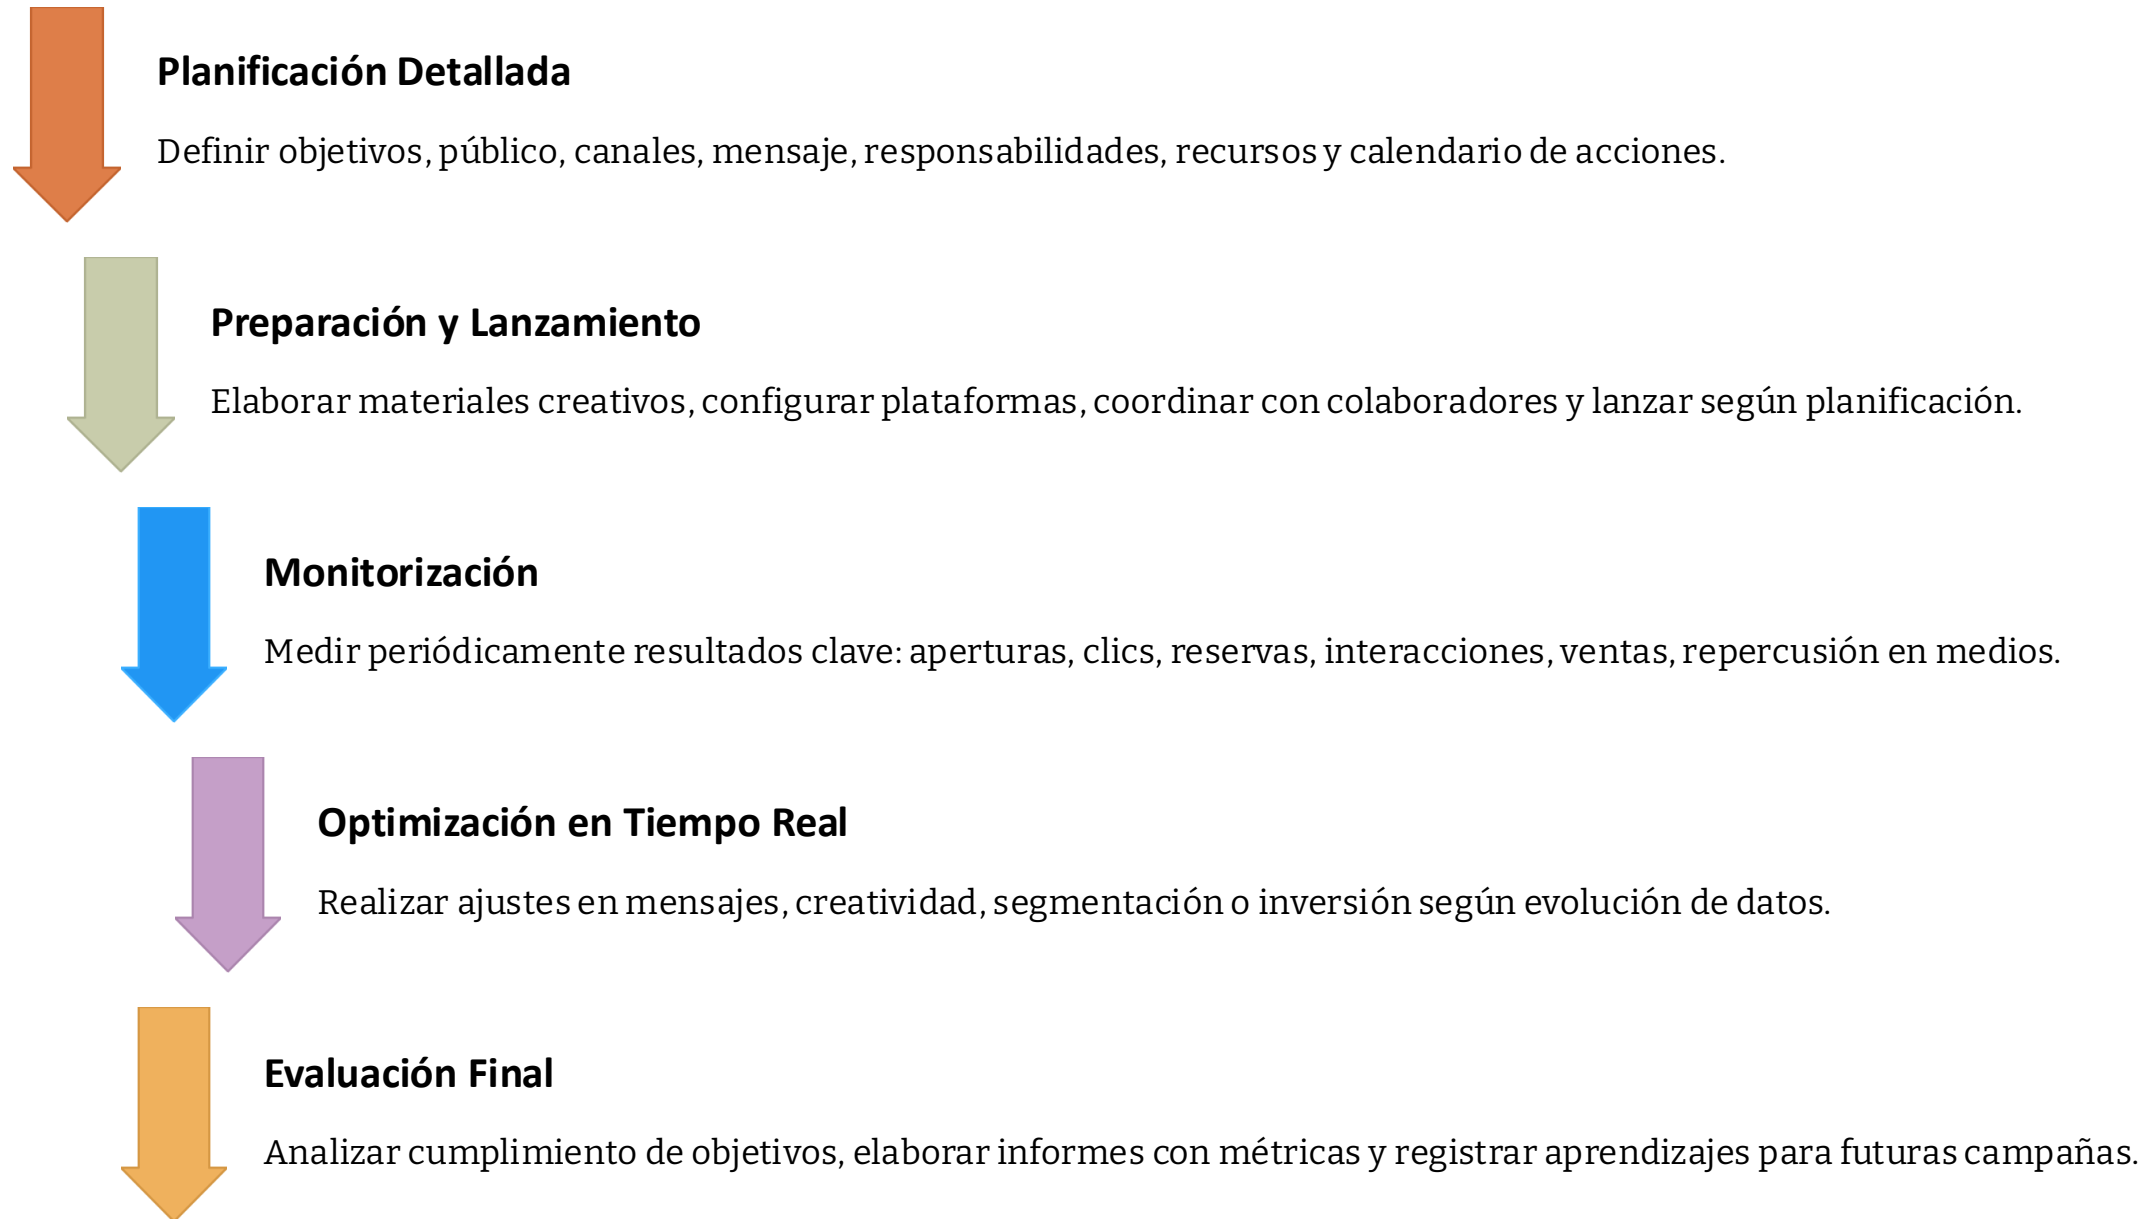 Planificación Detallada
Definir objetivos, público, canales, mensaje, responsabilidades, recursos y calendario de acciones.
Preparación y Lanzamiento
Elaborar materiales creativos, configurar plataformas, coordinar con colaboradores y lanzar según planificación.
Monitorización
Medir periódicamente resultados clave: aperturas, clics, reservas, interacciones, ventas, repercusión en medios.
Optimización en Tiempo Real
Realizar ajustes en mensajes, creatividad, segmentación o inversión según evolución de datos.
Evaluación Final
Analizar cumplimiento de objetivos, elaborar informes con métricas y registrar aprendizajes para futuras campañas.